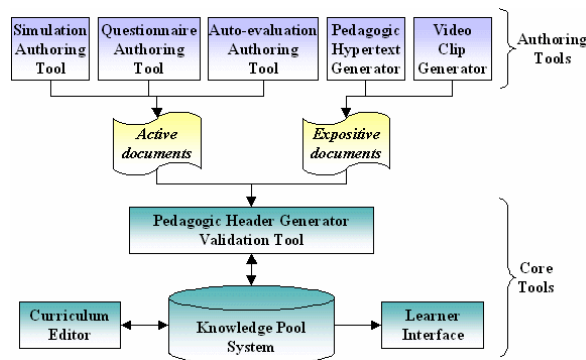 Simulation
Authoring
Tool
Questionnaire
Authoring
Tool
Auto-evaluation
Authoring
Tool
Pedagogic
Hypertext
Generator
Video
Clip
Generator
Authoring
Tools
Active
documents
Expositive
documents
Pedagogic Header Generator
Validation Tool
Core
Tools
Curriculum
Editor
Knowledge Pool
System
Learner
Interface